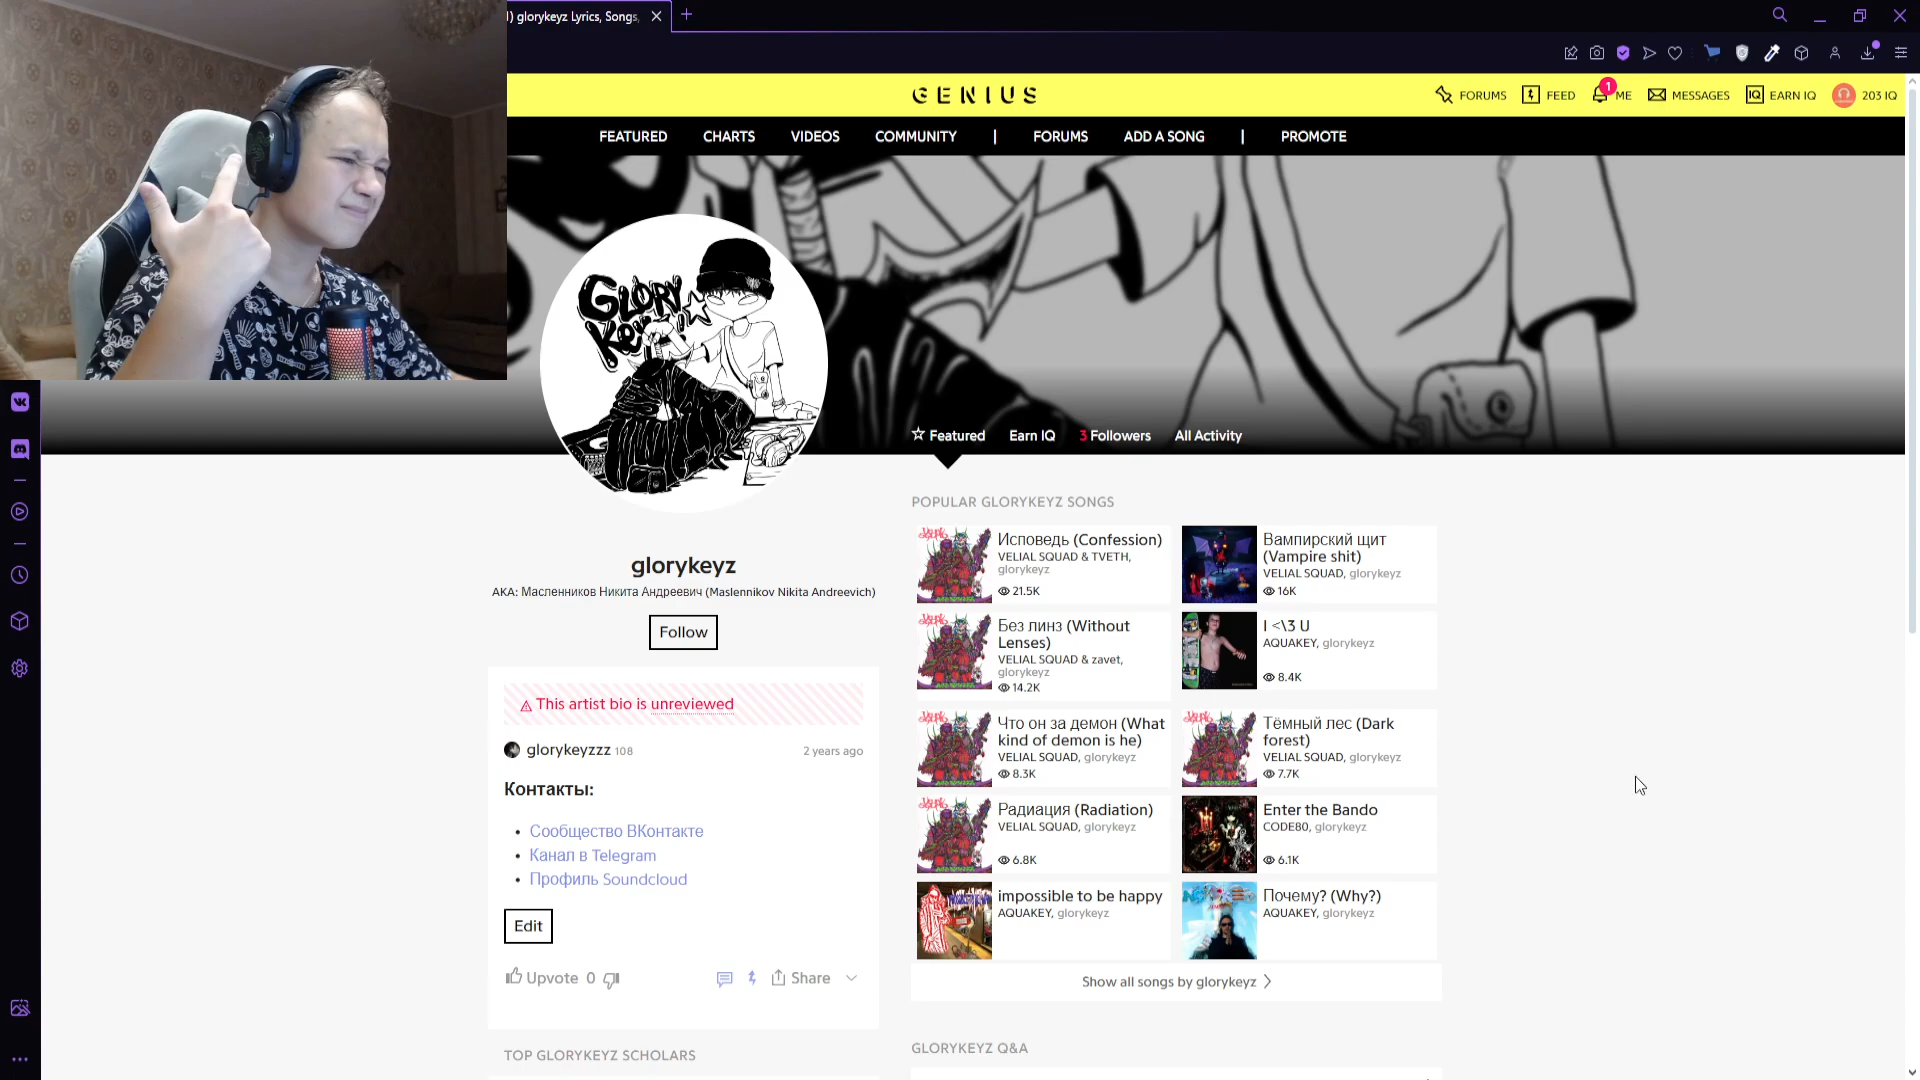 ) glorykeyz Lyrics, Songs,
GENIUS
FORUMS
FEED
1
ME
MESSAGES
IQ
EARN IQ
203 IQ
FEATURED
CHARTS
VIDEOS
COMMUNITY
|
FORUMS
ADD A SONG
|
PROMOTE
GLORY
KEYZ
Featured
Earn IQ
3 Followers
All Activity
glorykeyz
AKA: Масленников Никита Андреевич (Maslennikov Nikita Andreevich)
Follow
This artist bio is unreviewed
glorykeyzzz 108
2 years ago
Контакты:
• Сообщество ВКонтакте
• Канал в Telegram
• Профиль Soundcloud
Edit
Upvote 0
Share
TOP GLORYKEYZ SCHOLARS
POPULAR GLORYKEYZ SONGS
Исповедь (Confession)
VELIAL SQUAD & TVETH,
glorykeyz
21.5K
Вампирский щит
(Vampire shit)
VELIAL SQUAD, glorykeyz
16K
Без линз (Without
Lenses)
VELIAL SQUAD & zavet,
glorykeyz
14.2K
I <\3 U
AQUAKEY, glorykeyz
8.4K
Что он за демон (What
kind of demon is he)
VELIAL SQUAD, glorykeyz
8.3K
Тёмный лес (Dark
forest)
VELIAL SQUAD, glorykeyz
7.7K
Радиация (Radiation)
VELIAL SQUAD, glorykeyz
6.8K
Enter the Bando
CODE80, glorykeyz
6.1K
impossible to be happy
AQUAKEY, glorykeyz
Почему? (Why?)
AQUAKEY, glorykeyz
Show all songs by glorykeyz
GLORYKEYZ Q&A